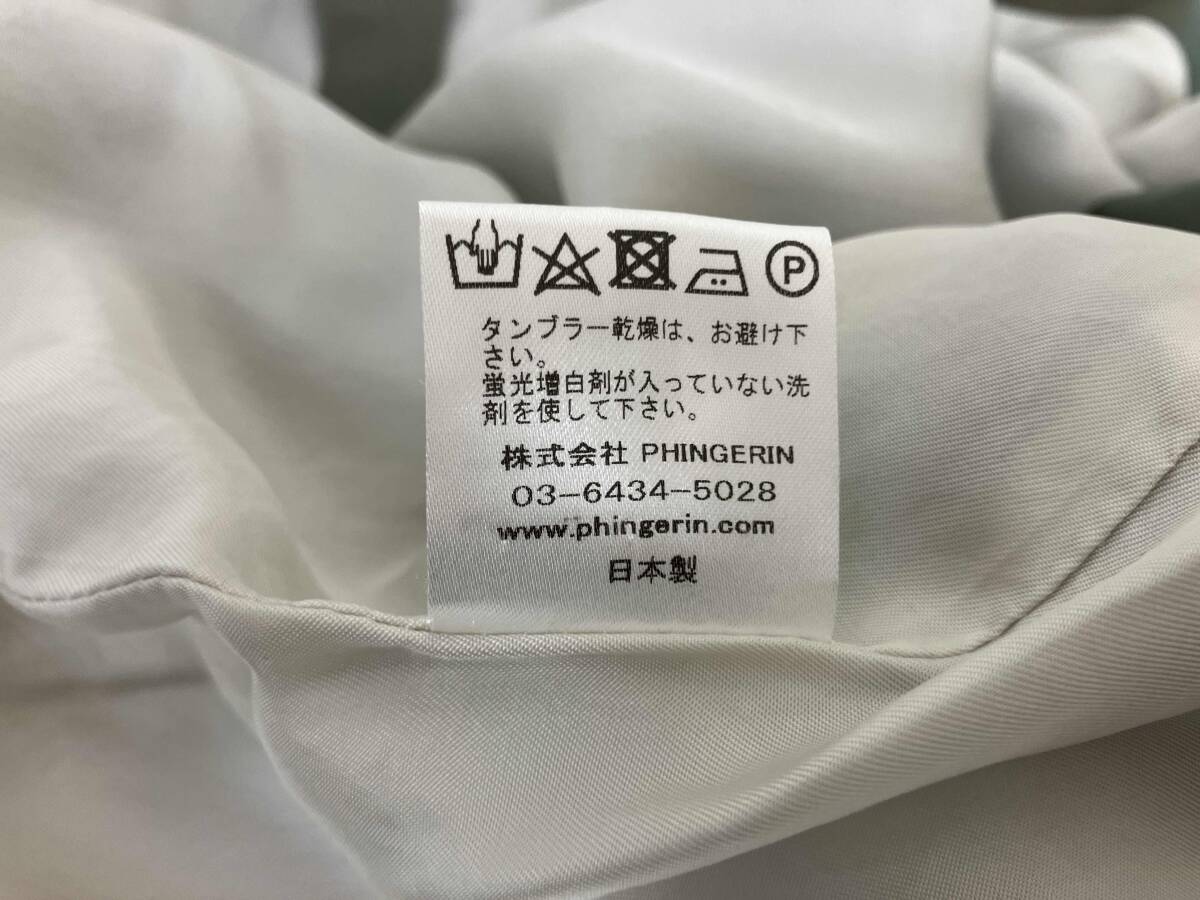 P
タンブラー乾燥は、お避け下
さい。
蛍光増白剤が入っていない洗
剤を使して下さい。
株式会社 PHINGERIN
03-6434-5028
www.phingerin.com
日本製